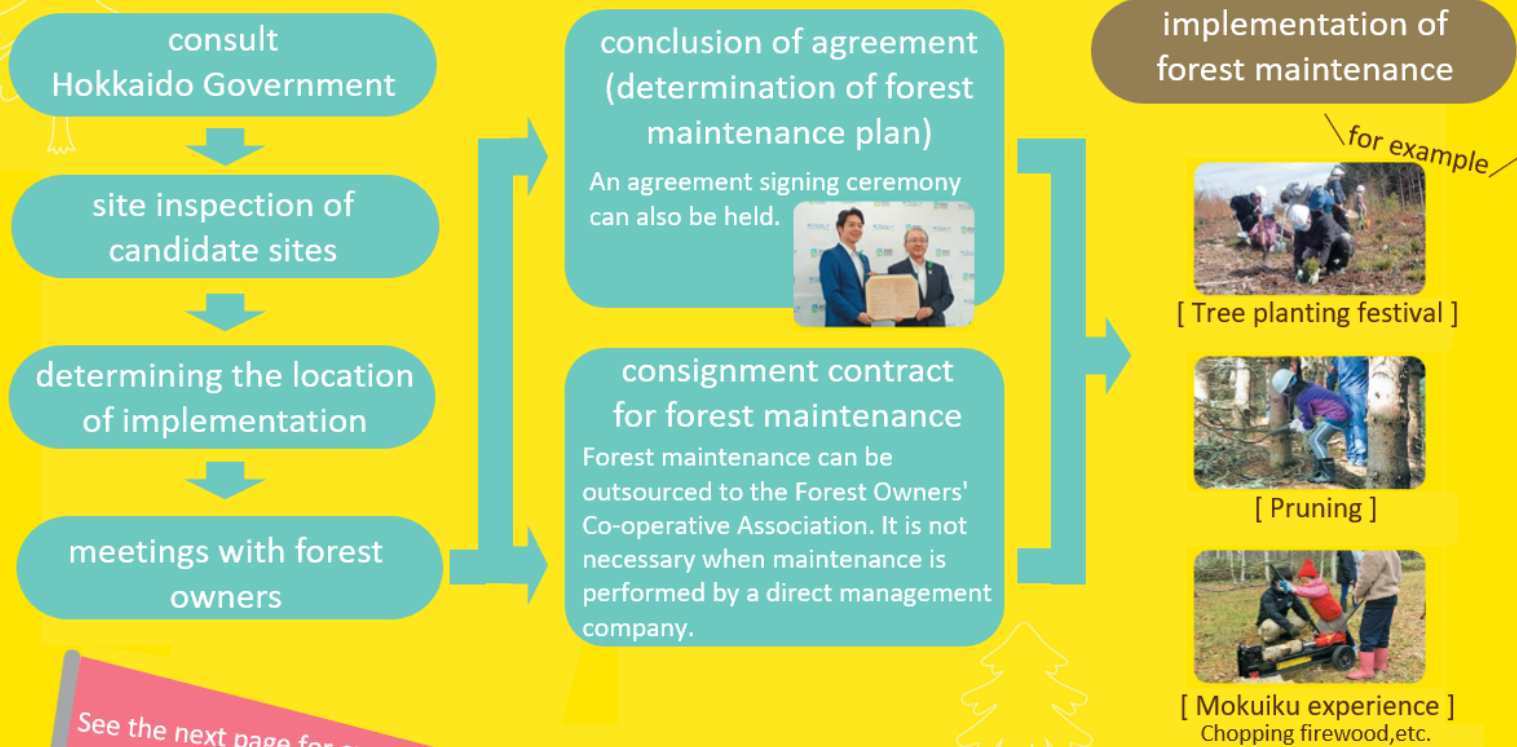 consult
Hokkaido Government
site inspection of
candidate sites
determining the location
of implementation
meetings with forest
owners
conclusion of agreement
(determination of forest
maintenance plan)
An agreement signing ceremony
can also be held.
consignment contract
for forest maintenance
Forest maintenance can be
outsourced to the Forest Owners'
Co-operative Association. It is not
necessary when maintenance is
performed by a direct management
company.
implementation of
forest maintenance
for example
[ Tree planting festival ]
[ Pruning ]
[ Mokuiku experience ]
Chopping firewood,etc.
See the next page for